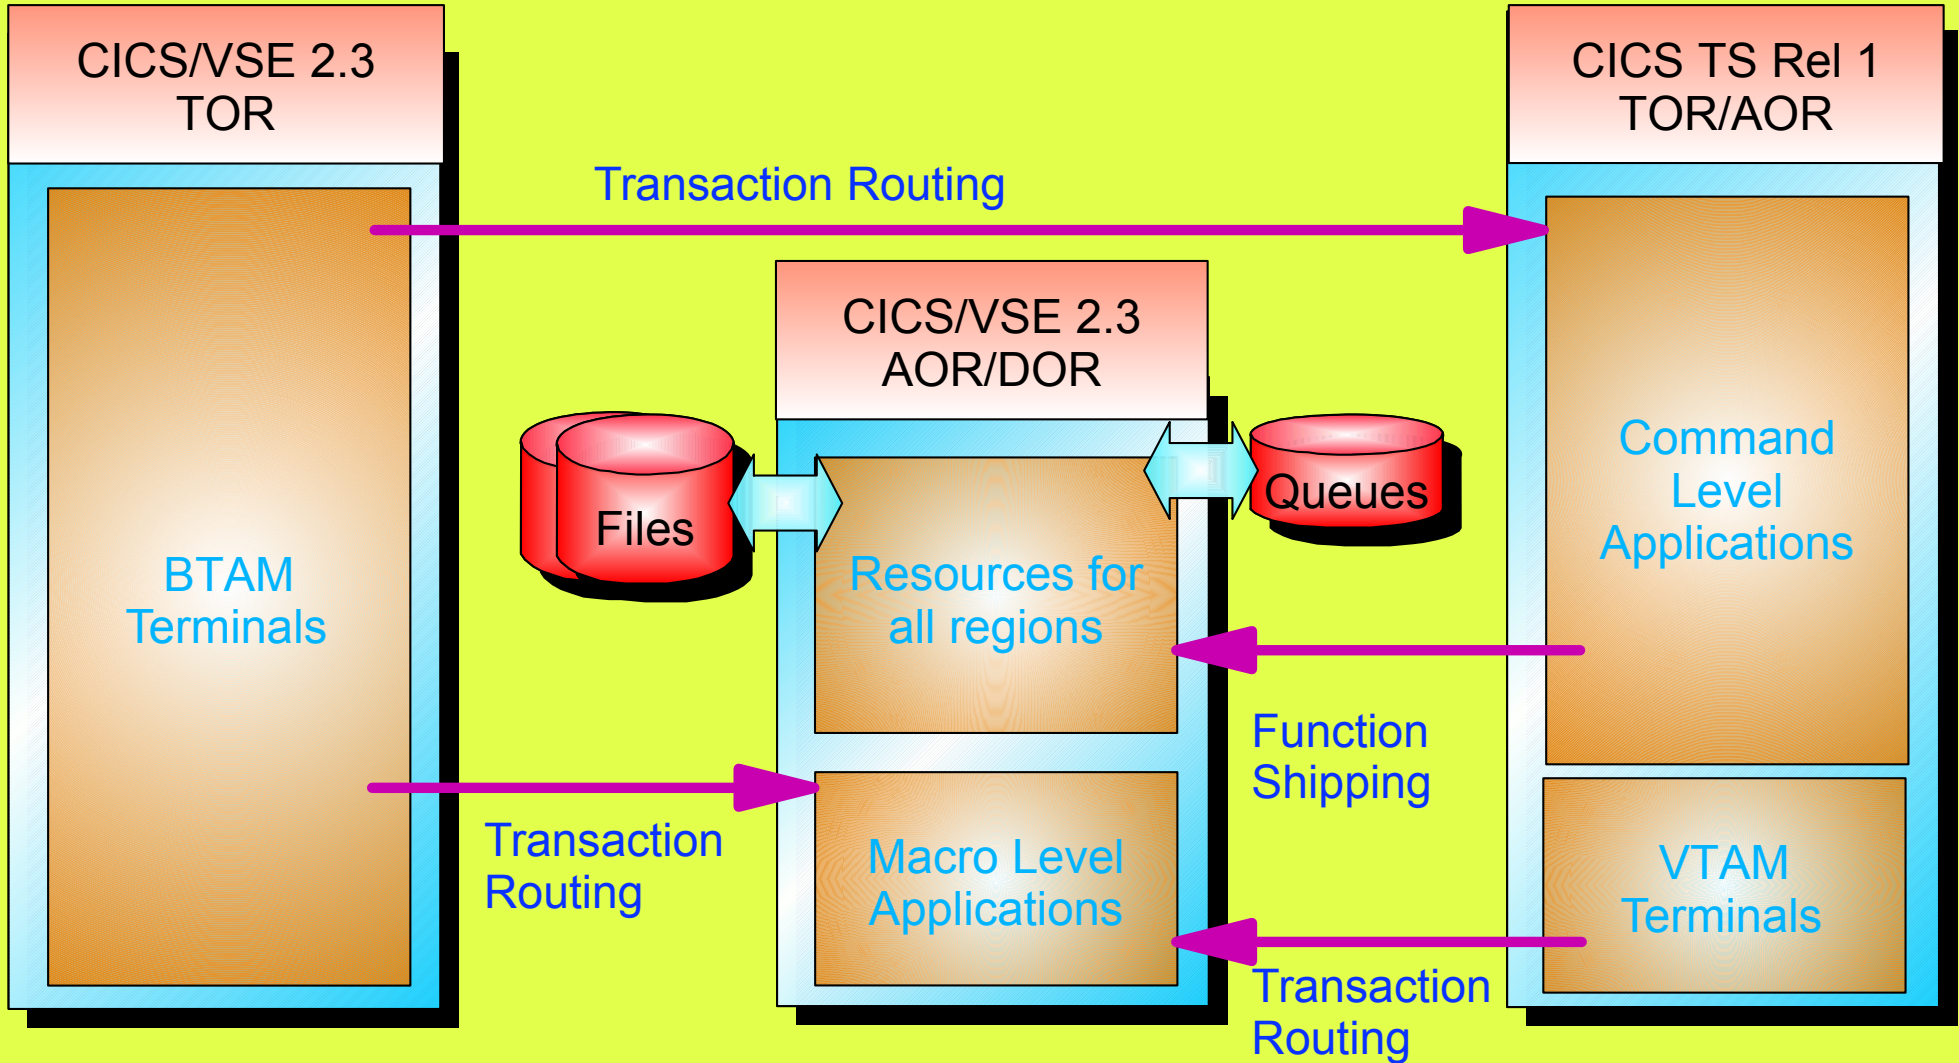 CICS/VSE 2.3
TOR
BTAM
Terminals
Transaction Routing
CICS/VSE 2.3
AOR/DOR
Files
Queues
Resources for
all regions
Macro Level
Applications
Transaction
Routing
Function
Shipping
Transaction
Routing
CICS TS Rel 1
TOR/AOR
Command
Level
Applications
VTAM
Terminals